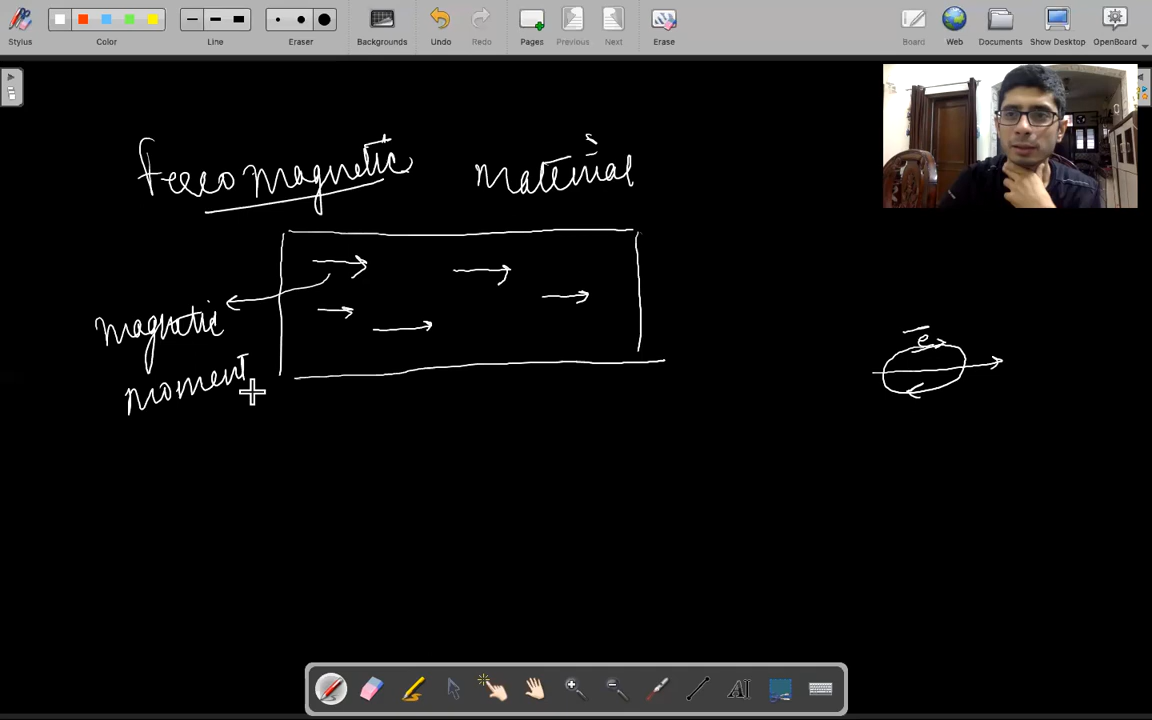 Stylus Color Line Eraser Backgrounds Undo Redo Pages Previous Next Erase Board Web Documents Show Desktop OpenBoard
ferromagnetic material
magnetic
moment
e